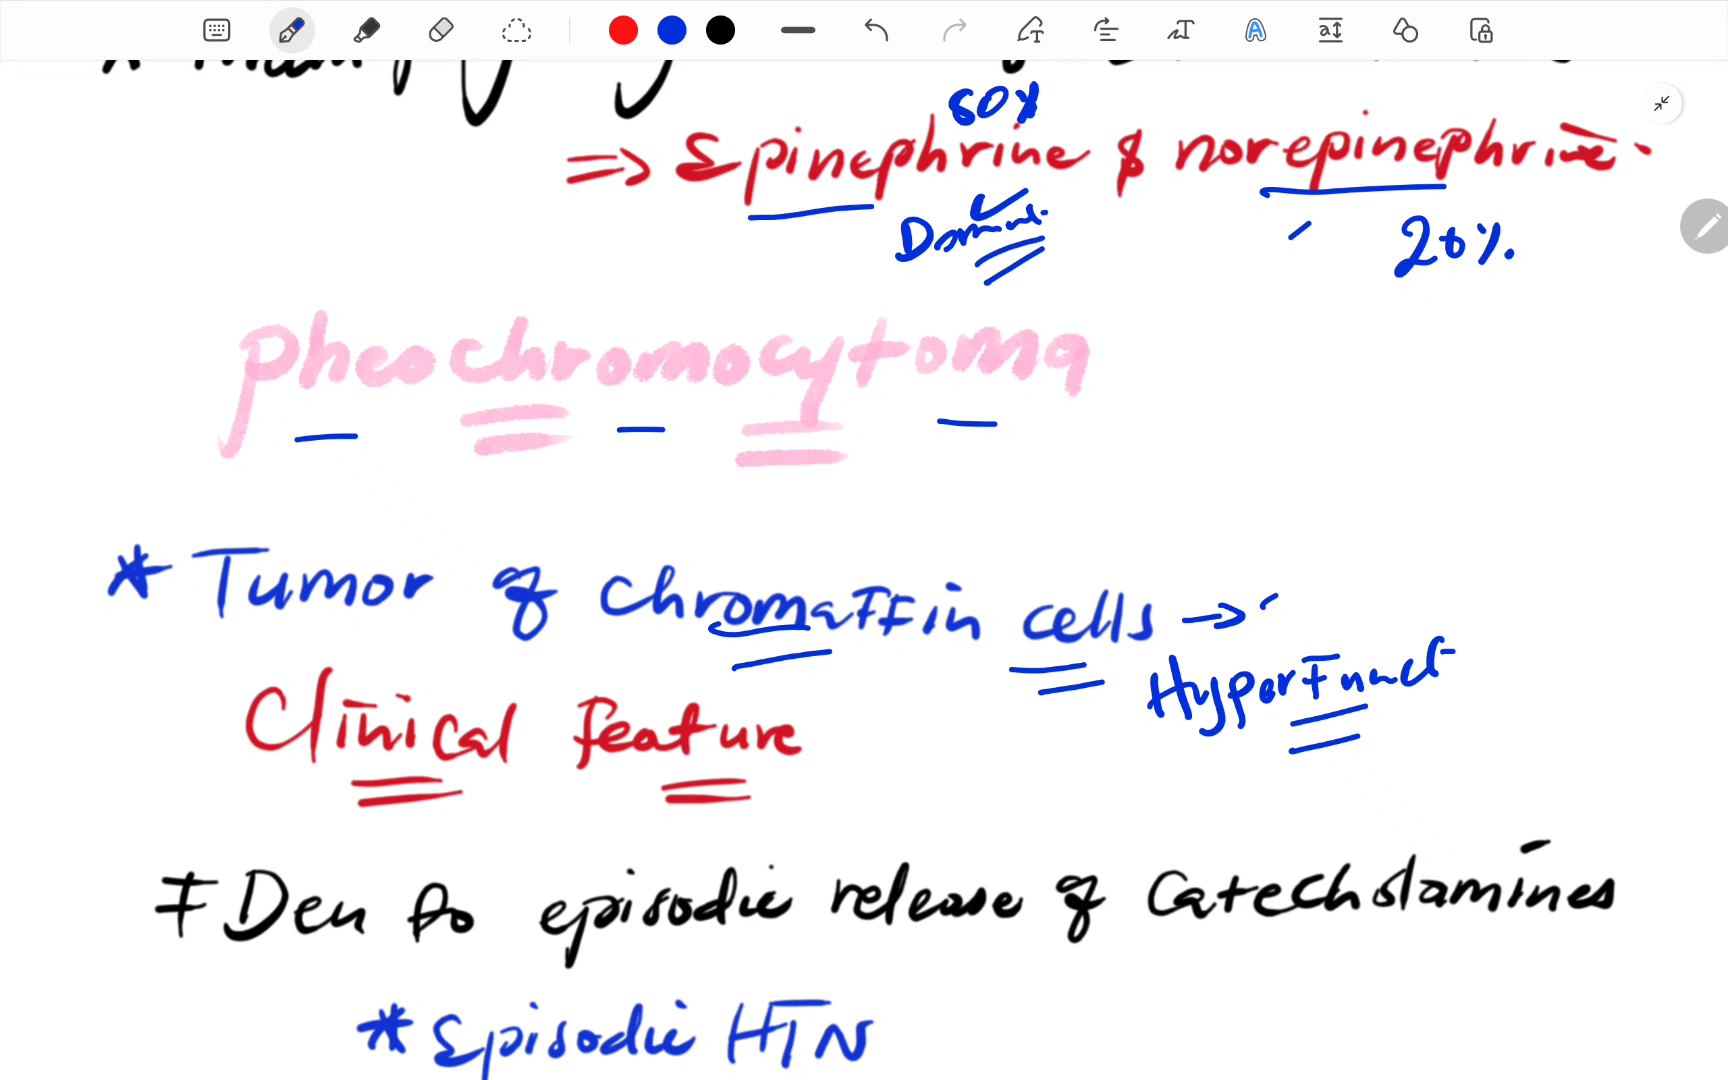 80%
=> Epinephrine & norepinephrine.
Dominant
20%.
pheochromocytoma
* Tumor of chromaffin cells →
Hyperfunct
Clinical feature
Deu to episodic release of catecholamines
* Episodic HTN